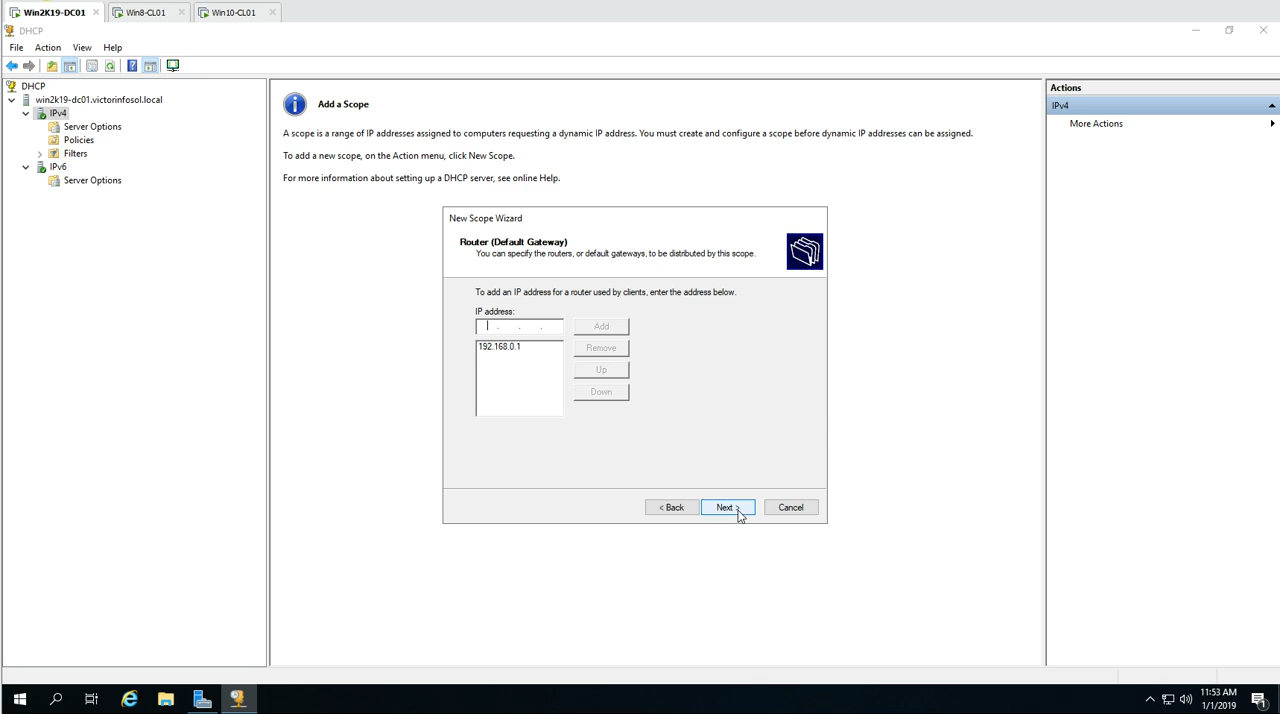 Win2K19-DC01
Win8-CL01
Win10-CL01
DHCP
File Action View Help
DHCP
win2k19-dc01.victorinfosol.local
IPv4
Server Options
Policies
Filters
IPv6
Server Options
Add a Scope
A scope is a range of IP addresses assigned to computers requesting a dynamic IP address. You must create and configure a scope before dynamic IP addresses can be assigned.
To add a new scope, on the Action menu, click New Scope.
For more information about setting up a DHCP server, see online Help.
New Scope Wizard
Router (Default Gateway)
You can specify the routers, or default gateways, to be distributed by this scope.
To add an IP address for a router used by clients, enter the address below.
IP address:
. . .
Add
192.168.0.1
Remove
Up
Down
< Back
Next >
Cancel
Actions
IPv4
More Actions
11:53 AM
1/1/2019
1